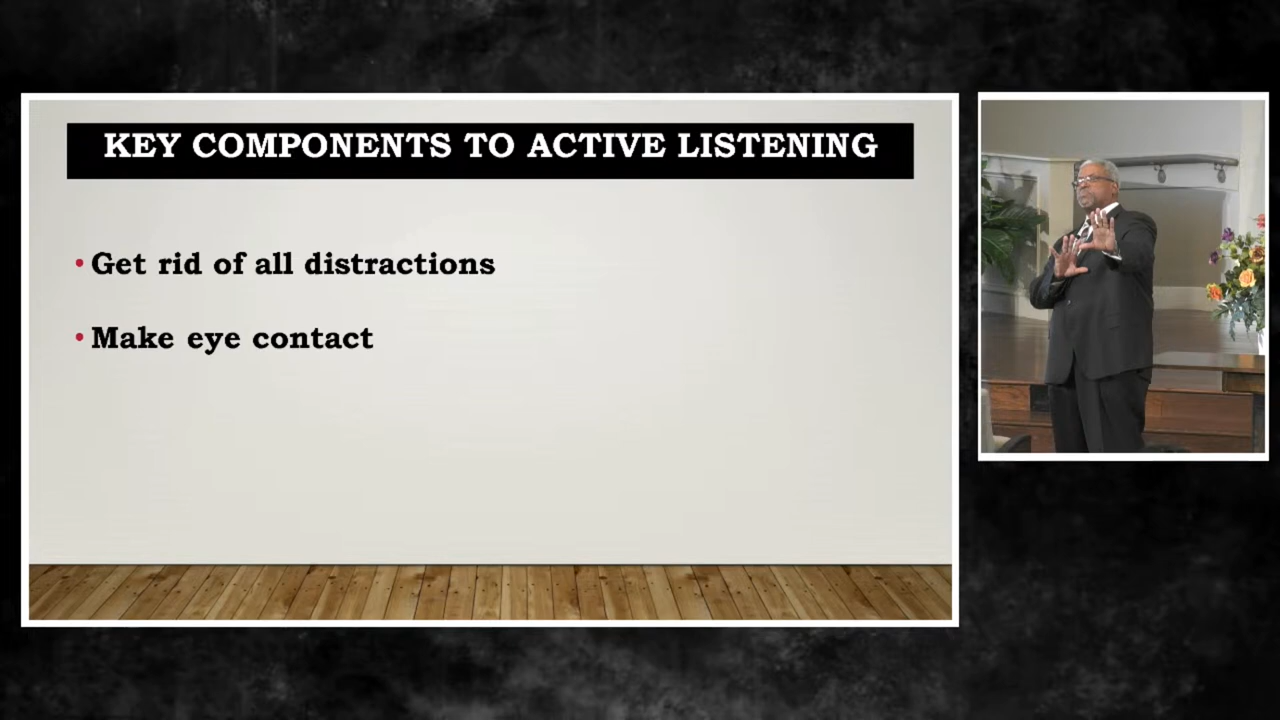 KEY COMPONENTS TO ACTIVE LISTENING
• Get rid of all distractions
• Make eye contact